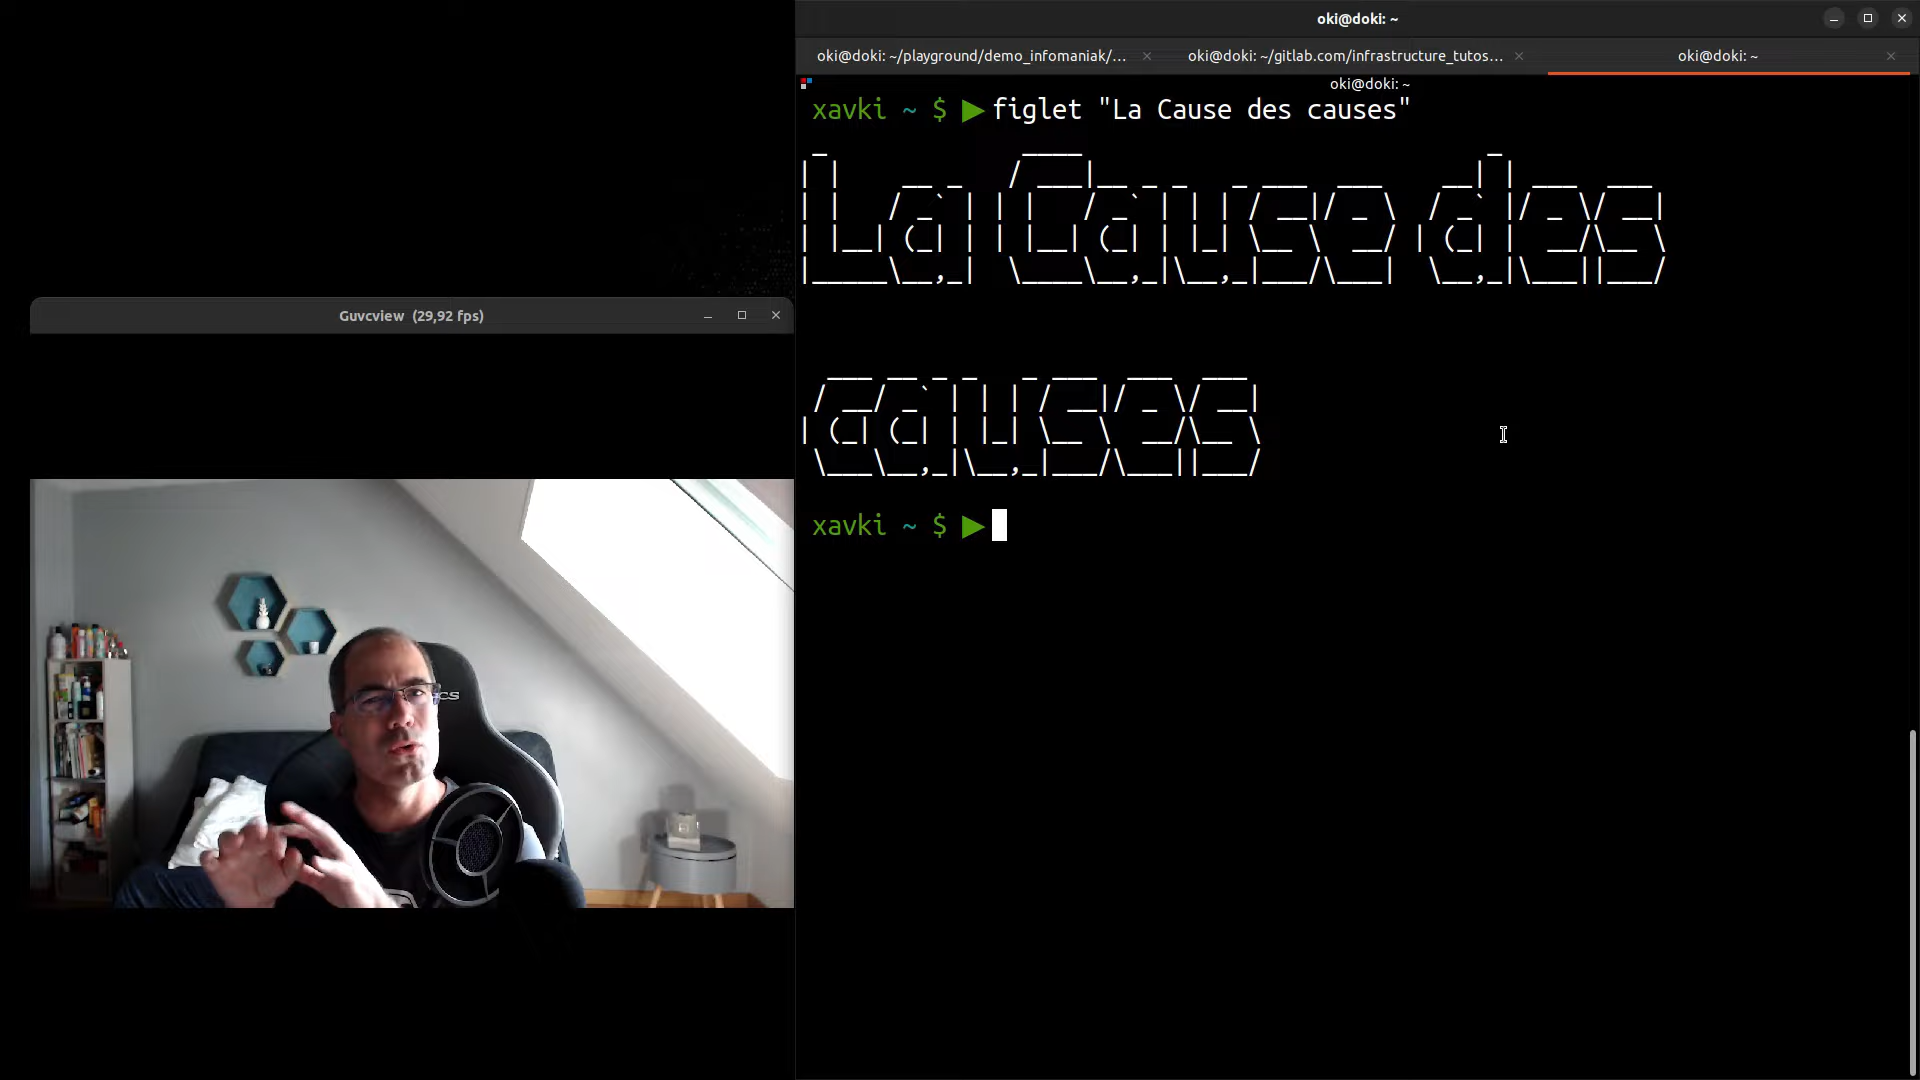 oki@doki: ~
oki@doki: ~/playground/demo_infomaniak/...
oki@doki: ~/gitlab.com/infrastructure_tutos...
oki@doki: ~
oki@doki: ~
xavki ~ $ ▶ figlet "La Cause des causes"
La Cause des
causes
xavki ~ $ ▶
Guvcview (29,92 fps)
cs